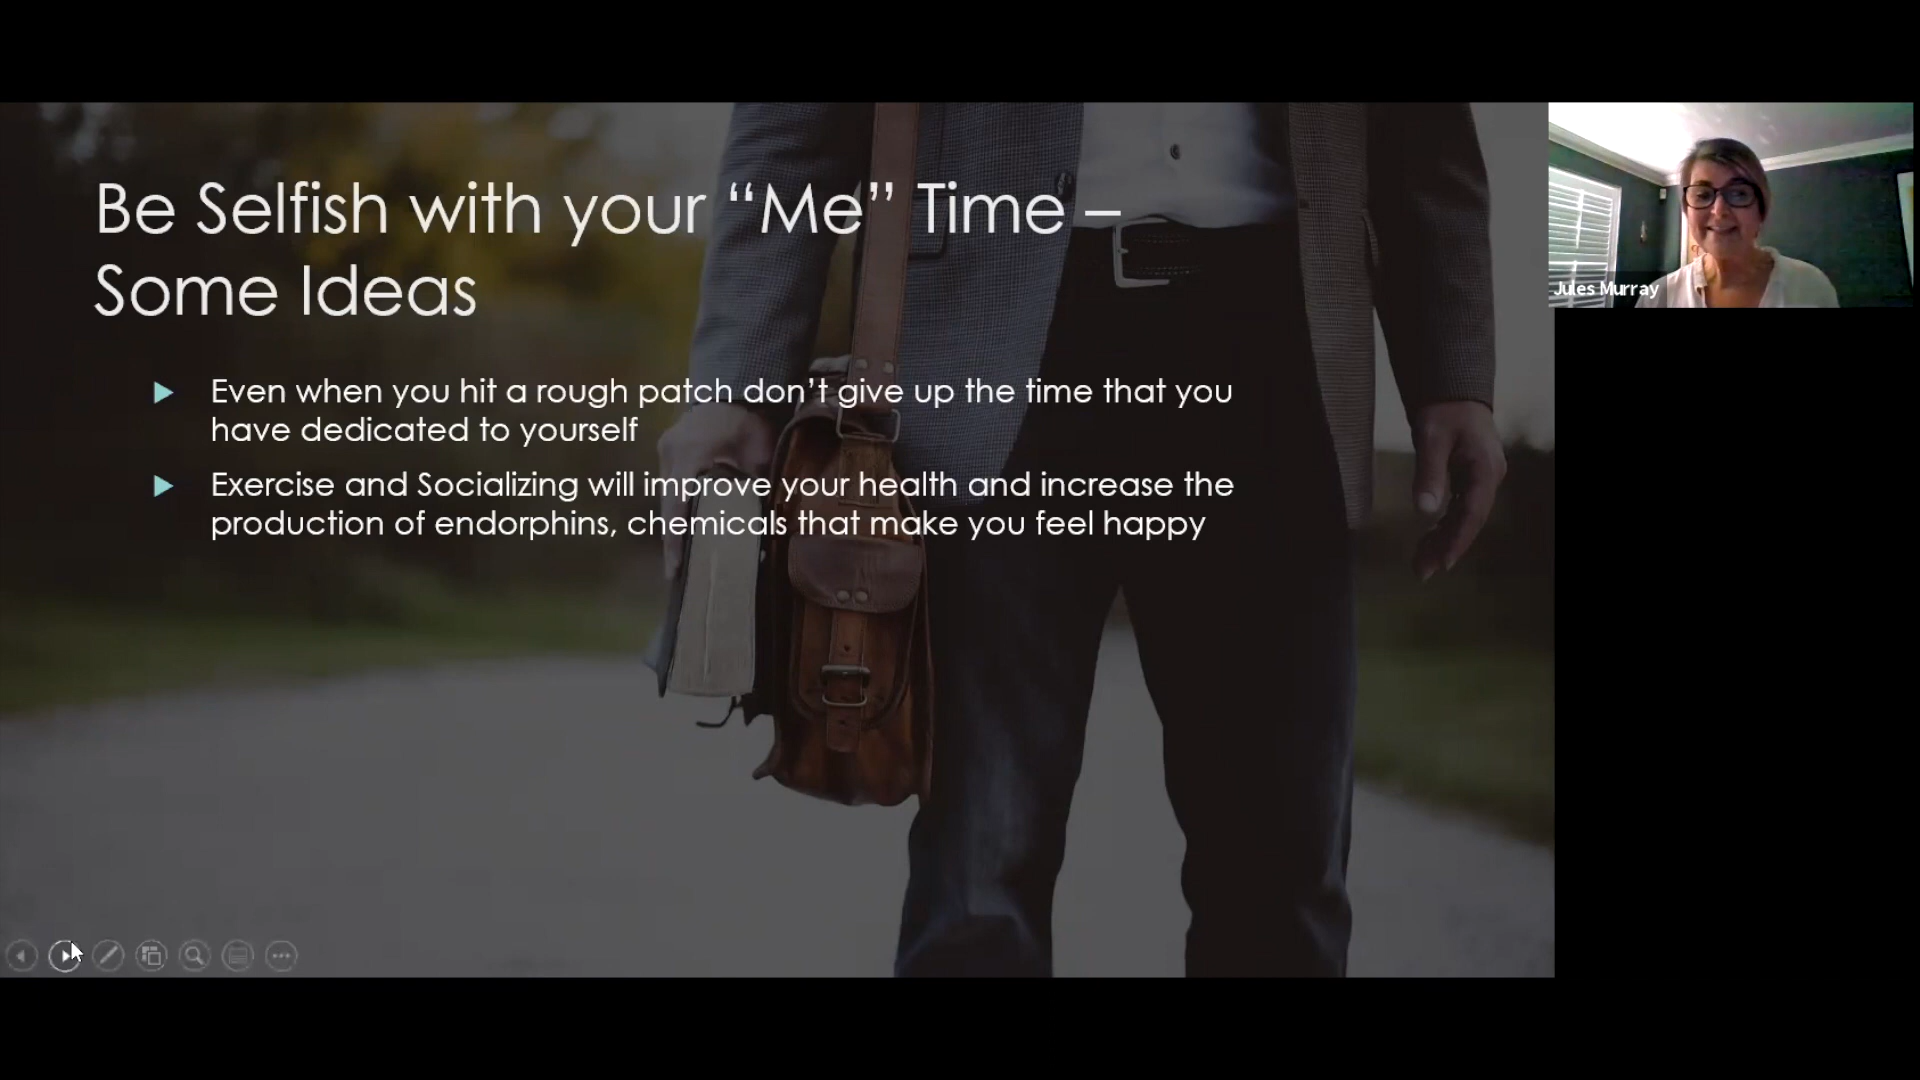 Be Selfish with your “Me” Time –
Some Ideas
Even when you hit a rough patch don’t give up the time that you
have dedicated to yourself
Exercise and Socializing will improve your health and increase the
production of endorphins, chemicals that make you feel happy
Jules Murray